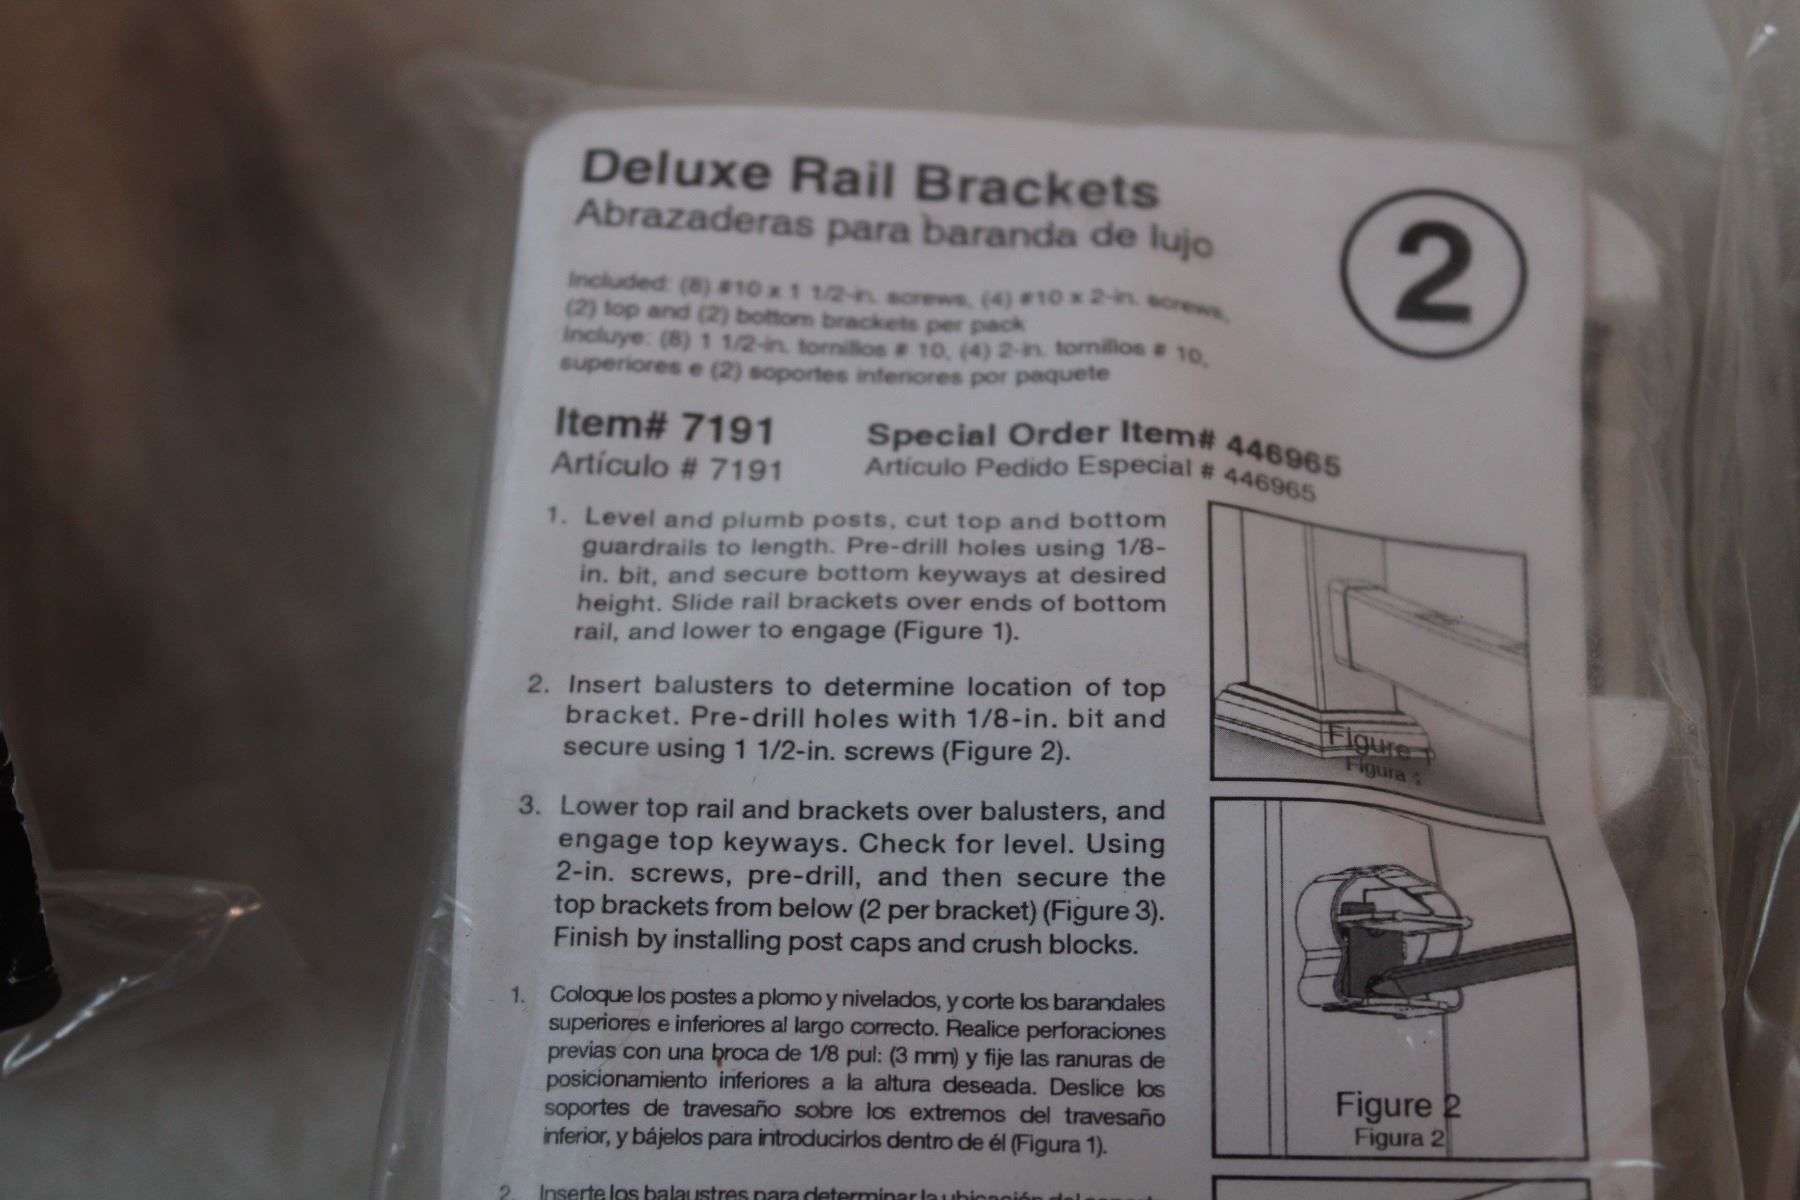 Deluxe Rail Brackets
Abrazaderas para baranda de lujo
2
Included: (8) #10 x 1 1/2-in. screws, (4) #10 x 2-in. screws,
(2) top and (2) bottom brackets per pack
Incluye: (8) 1 1/2-in. tornillos # 10, (4) 2-in. tornillos # 10,
superiores e (2) soportes inferiores por paquete
Item# 7191
Artículo # 7191
Special Order Item# 446965
Artículo Pedido Especial # 446965
1. Level and plumb posts, cut top and bottom
guardrails to length. Pre-drill holes using 1/8-
in. bit, and secure bottom keyways at desired
height. Slide rail brackets over ends of bottom
rail, and lower to engage (Figure 1).
2. Insert balusters to determine location of top
bracket. Pre-drill holes with 1/8-in. bit and
secure using 1 1/2-in. screws (Figure 2).
3. Lower top rail and brackets over balusters, and
engage top keyways. Check for level. Using
2-in. screws, pre-drill, and then secure the
top brackets from below (2 per bracket) (Figure 3).
Finish by installing post caps and crush blocks.
1. Coloque los postes a plomo y nivelados, y corte los barandales
superiores e inferiores al largo correcto. Realice perforaciones
previas con una broca de 1/8 pul: (3 mm) y fije las ranuras de
posicionamiento inferiores a la altura deseada. Deslice los
soportes de travesaño sobre los extremos del travesaño
inferior, y bájelos para introducirlos dentro de él (Figura 1).
2. Inserte los balaustres para determinar la ubicación del
Figure 1
Figura 1
Figure 2
Figura 2